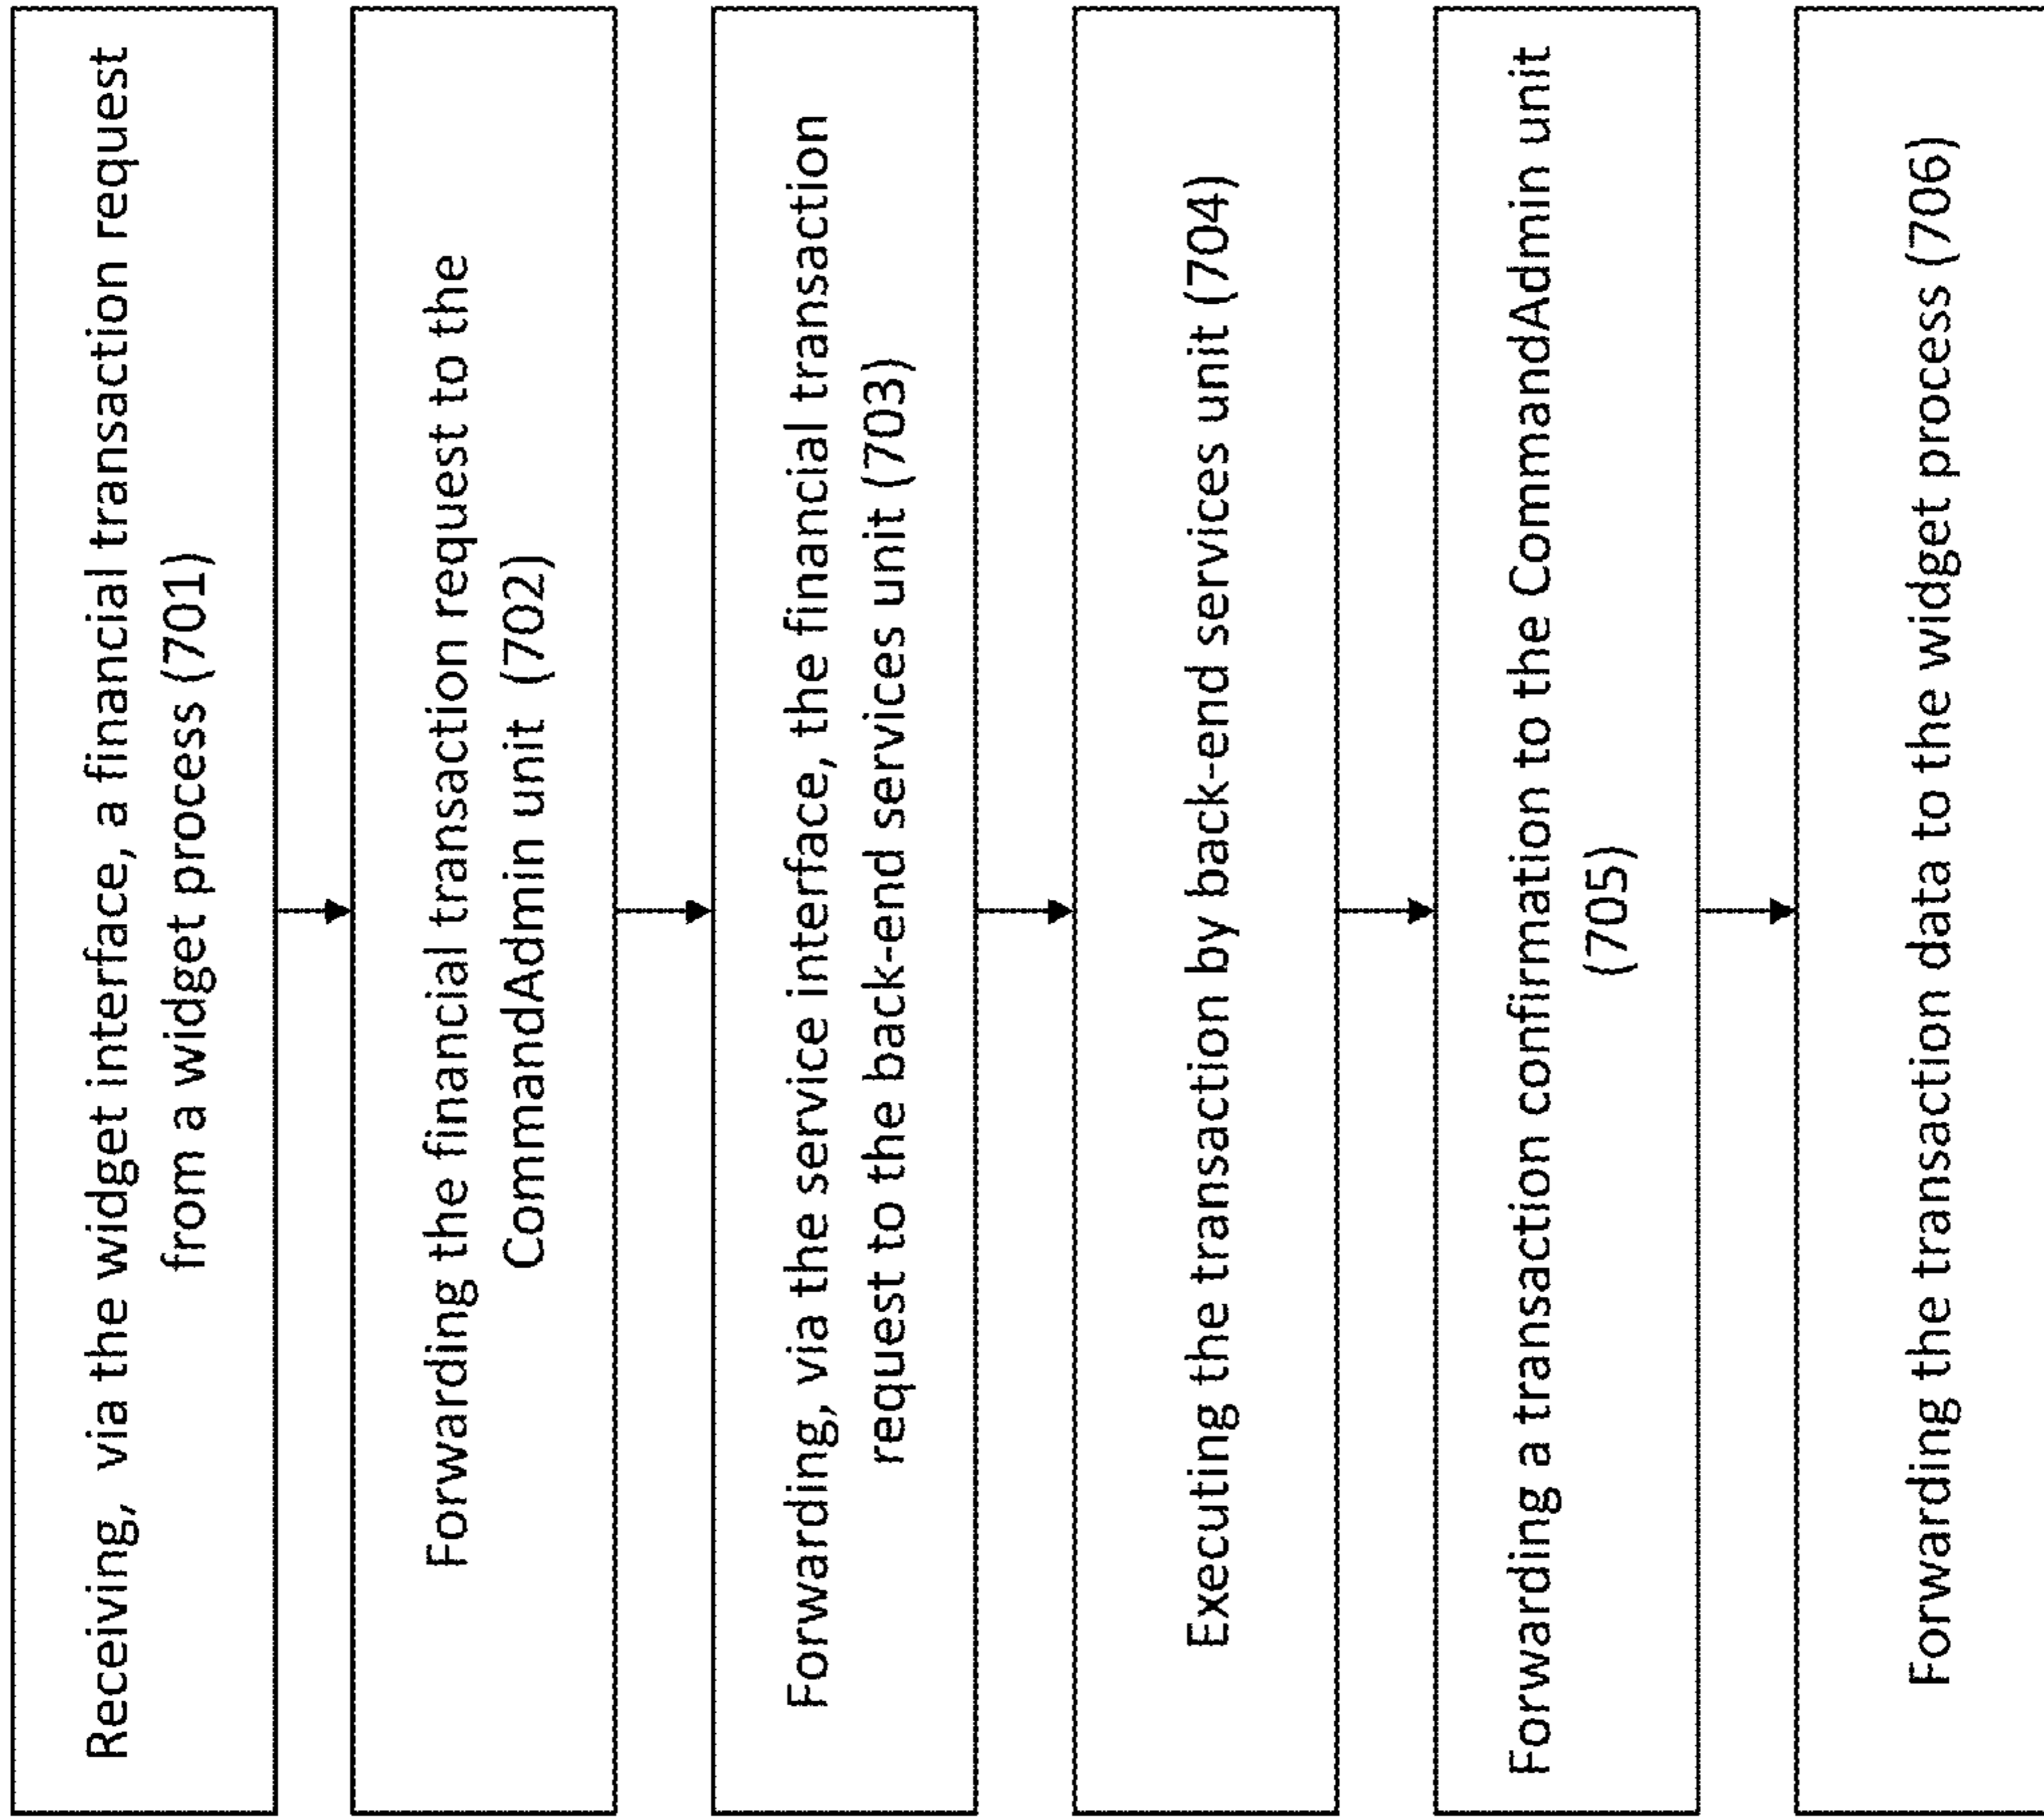 Receiving, via the widget interface, a financial transaction request
from a widget process (701)
Forwarding the financial transaction request to the
CommandAdmin unit (702)
Forwarding, via the service interface, the financial transaction
request to the back-end services unit (703)
Executing the transaction by back-end services unit (704)
Forwarding a transaction confirmation to the CommandAdmin unit
(705)
Forwarding the transaction data to the widget process (706)